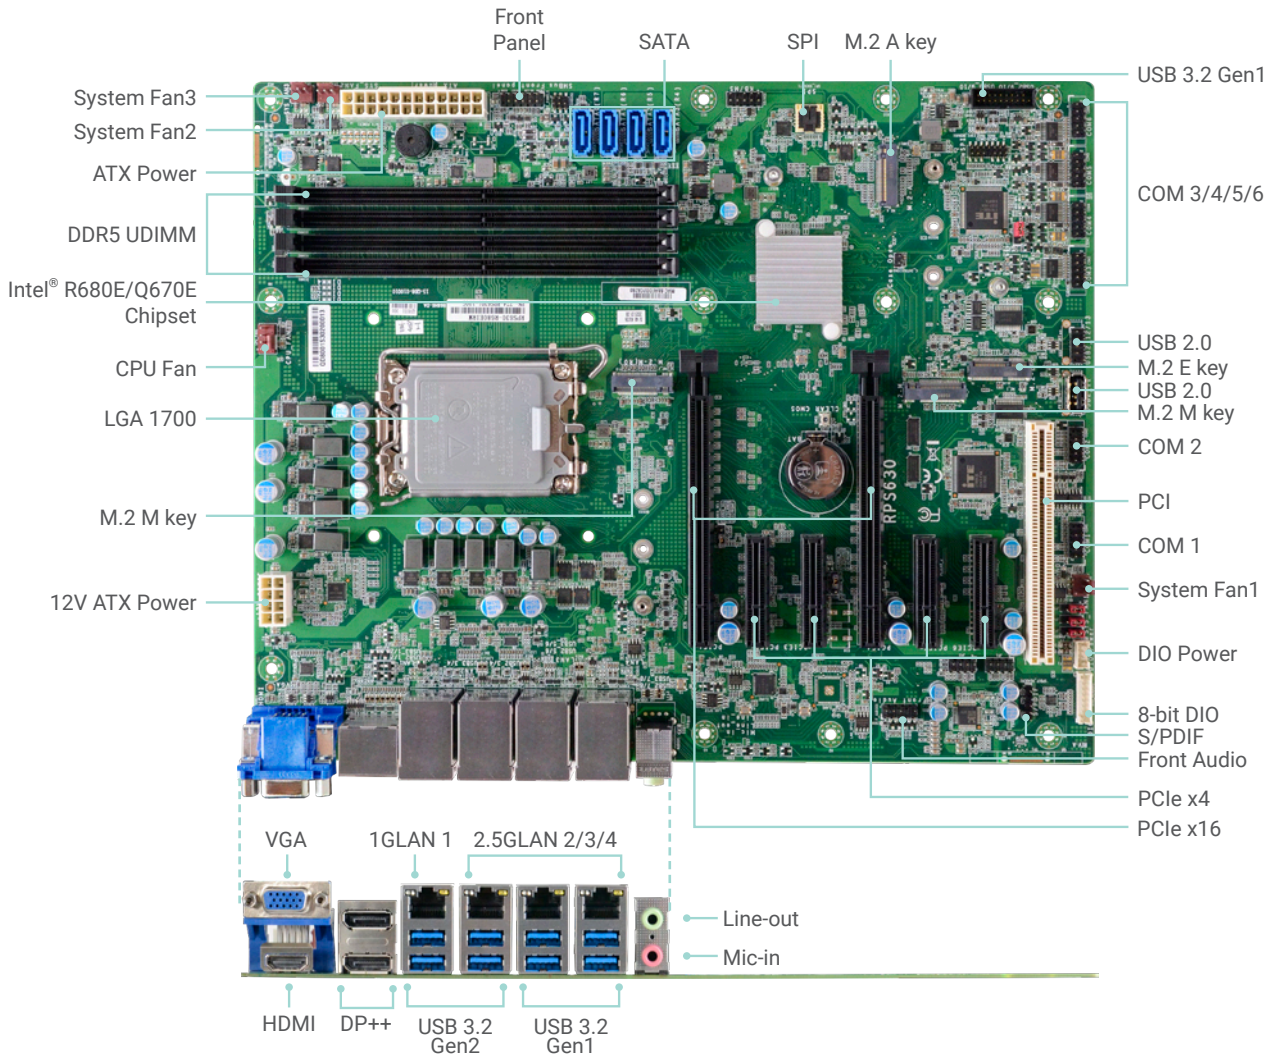 Front
Panel
SATA
SPI
M.2 A key
USB 3.2 Gen1
System Fan3
System Fan2
ATX Power
COM 3/4/5/6
DDR5 UDIMM
Intel® R680E/Q670E
Chipset
USB 2.0
CPU Fan
M.2 E key
USB 2.0
LGA 1700
M.2 M key
CLEAR CMOS
COM 2
RPS630
PCI
M.2 M key
COM 1
12V ATX Power
System Fan1
DIO Power
8-bit DIO
S/PDIF
Front Audio
PCIe x4
PCIe x16
VGA
1GLAN 1
2.5GLAN 2/3/4
Line-out
Mic-in
HDMI
DP++
USB 3.2
Gen2
USB 3.2
Gen1